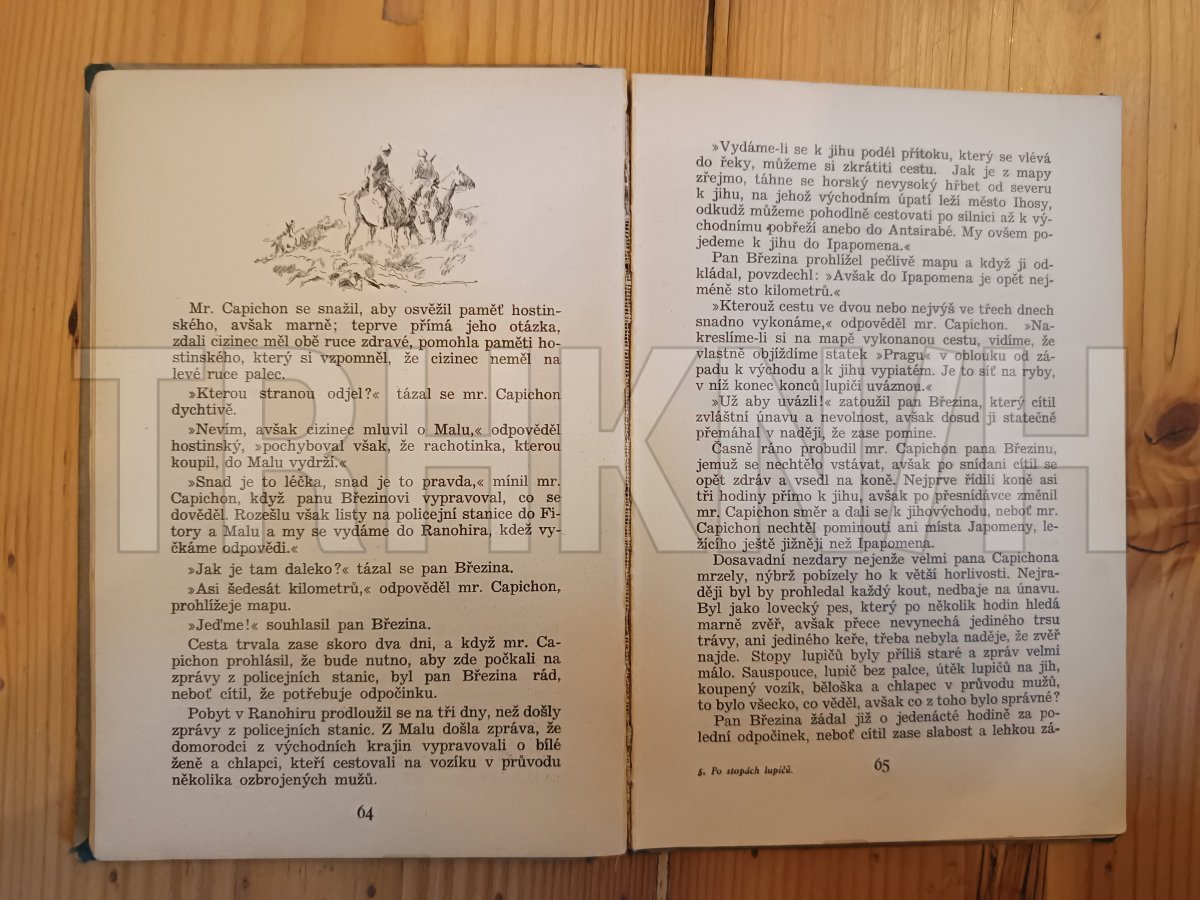 Mr. Capichon se snažil, aby osvěžil paměť hostin-
ského, avšak marně; teprve přímá jeho otázka,
zdali cizinec měl obě ruce zdravé, pomohla paměti ho-
stinského, který si vzpomněl, že cizinec neměl na
levé ruce palec.
»Kterou stranou odjel?« tázal se mr. Capichon
dychtivě.
»Nevím, avšak cizinec mluvil o Malu,« odpověděl
hostinský, »pochyboval však, že rachotinka, kterou
koupil, do Malu vydrží.«
»Snad je to léčka, snad je to pravda,« mínil mr.
Capichon, když panu Březinovi vypravoval, co se
dověděl. Rozešlu však listy na policejní stanice do Fi-
tory a Malu a my se vydáme do Ranohira, kdež vy-
čkáme odpovědi.«
»Jak je tam daleko?« tázal se pan Březina.
»Asi šedesát kilometrů,« odpověděl mr. Capichon,
prohlížeje mapu.
»Jeďme!« souhlasil pan Březina.
Cesta trvala zase skoro dva dni, a když mr. Ca-
pichon prohlásil, že bude nutno, aby zde počkali na
zprávy z policejních stanic, byl pan Březina rád,
neboť cítil, že potřebuje odpočinku.
Pobyt v Ranohiru prodloužil se na tři dny, než došly
zprávy z policejních stanic. Z Malu došla zpráva, že
domorodci z východních krajin vypravovali o bílé
ženě a chlapci, kteří cestovali na vozíku v průvodu
několika ozbrojených mužů.
64
»Vydáme-li se k jihu podél přítoku, který se vlévá
do řeky, můžeme si zkrátiti cestu. Jak je z mapy
zřejmo, táhne se horský nevysoký hřbet od severu
k jihu, na jehož východním úpatí leží město Ihosy,
odkudž můžeme pohodlně cestovati po silnici až k vý-
chodnímu pobřeží anebo do Antsirabé. My ovšem po-
jedeme k jihu do Ipapomena.«
Pan Březina prohlížel pečlivě mapu a když ji od-
kládal, povzdechl: »Avšak do Ipapomena je opět nej-
méně sto kilometrů.«
»Kterouž cestu ve dvou nebo nejvýš ve třech dnech
snadno vykonáme,« odpověděl mr. Capichon. »Na-
kreslíme-li si na mapě vykonanou cestu, vidíme, že
vlastně objíždíme statek »Pragu« v oblouku od zá-
padu k východu a k jihu vypiatém. Je to síť na ryby,
v níž konec konců lupiči uváznou.«
»Už aby uvázli!« zatoužil pan Březina, který cítil
zvláštní únavu a nevolnost, avšak dosud ji statečně
přemáhal v naději, že zase pomine.
Časně ráno probudil mr. Capichon pana Březinu,
jemuž se nechtělo vstávat, avšak po snídani cítil se
opět zdráv a vsedl na koně. Nejprve řídili koně asi
tři hodiny přímo k jihu, avšak po přesnídávce změnil
mr. Capichon směr a dali se k jihovýchodu, neboť mr.
Capichon nechtěl pominouti ani místa Japomeny, le-
žícího ještě jižněji než Ipapomena.
Dosavadní nezdary nejenže velmi pana Capichona
mrzely, nýbrž pobízely ho k větší horlivosti. Nejra-
ději byl by prohledal každý kout, nedbaje na únavu.
Byl jako lovecký pes, který po několik hodin hledá
marně zvěř, avšak přece nevynechá jediného trsu
trávy, ani jediného keře, třeba nebyla naděje, že zvěř
najde. Stopy lupičů byly příliš staré a zpráv velmi
málo. Sauspouce, lupič bez palce, útěk lupičů na jih,
koupený vozík, běloška a chlapec v průvodu mužů,
to bylo všecko, co věděl, avšak co z toho bylo správné?
Pan Březina žádal již o jedenácté hodině za po-
lední odpočinek, neboť cítil zase slabost a lehkou zá-
5. Po stopách lupičů.
65
TRHKNIH